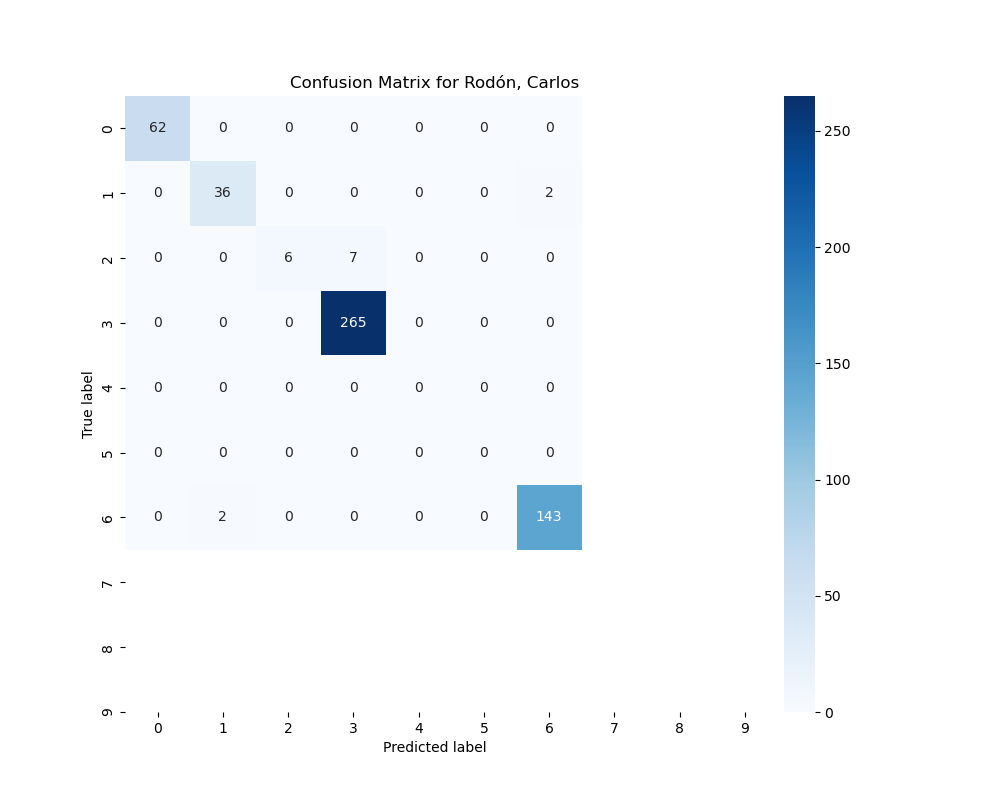 Confusion Matrix for Rodón, Carlos
0 62 0 0 0 0 0 0
1 0 36 0 0 0 0 2
2 0 0 6 7 0 0 0
3 0 0 0 265 0 0 0
4 0 0 0 0 0 0 0
5 0 0 0 0 0 0 0
6 0 2 0 0 0 0 143
7
8
9
True label
0 1 2 3 4 5 6 7 8 9
Predicted label
250
200
150
100
50
0